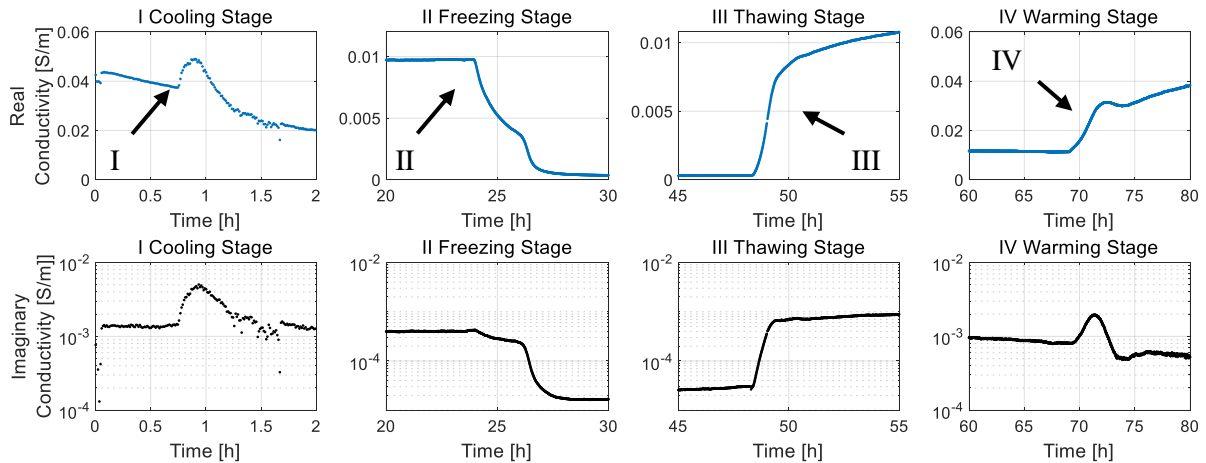 I Cooling Stage
II Freezing Stage
III Thawing Stage
IV Warming Stage
Real
Conductivity [S/m]
0.06
0.04
0.02
0
I
0 0.5 1 1.5 2
Time [h]
0.01
0.005
0
II
20 25 30
Time [h]
0.01
0.005
0
III
45 50 55
Time [h]
0.06
0.04
0.02
0
IV
60 65 70 75 80
Time [h]
I Cooling Stage
II Freezing Stage
III Thawing Stage
IV Warming Stage
Imaginary
Conductivity [S/m]]
10-2
10-3
10-4
0 0.5 1 1.5 2
Time [h]
10-2
10-4
20 25 30
Time [h]
10-2
10-4
45 50 55
Time [h]
10-2
10-3
10-4
60 65 70 75 80
Time [h]